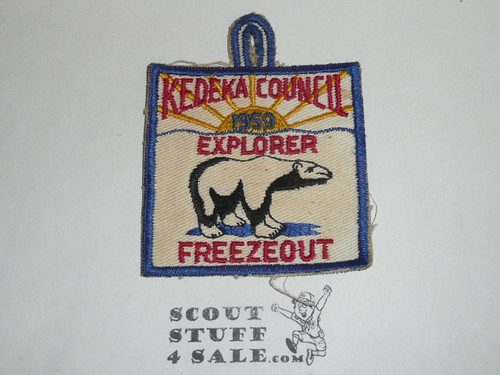 KEDEKA COUNCIL
1959
EXPLORER
FREEZEOUT
SCOUT
STUFF
4 SALE.com